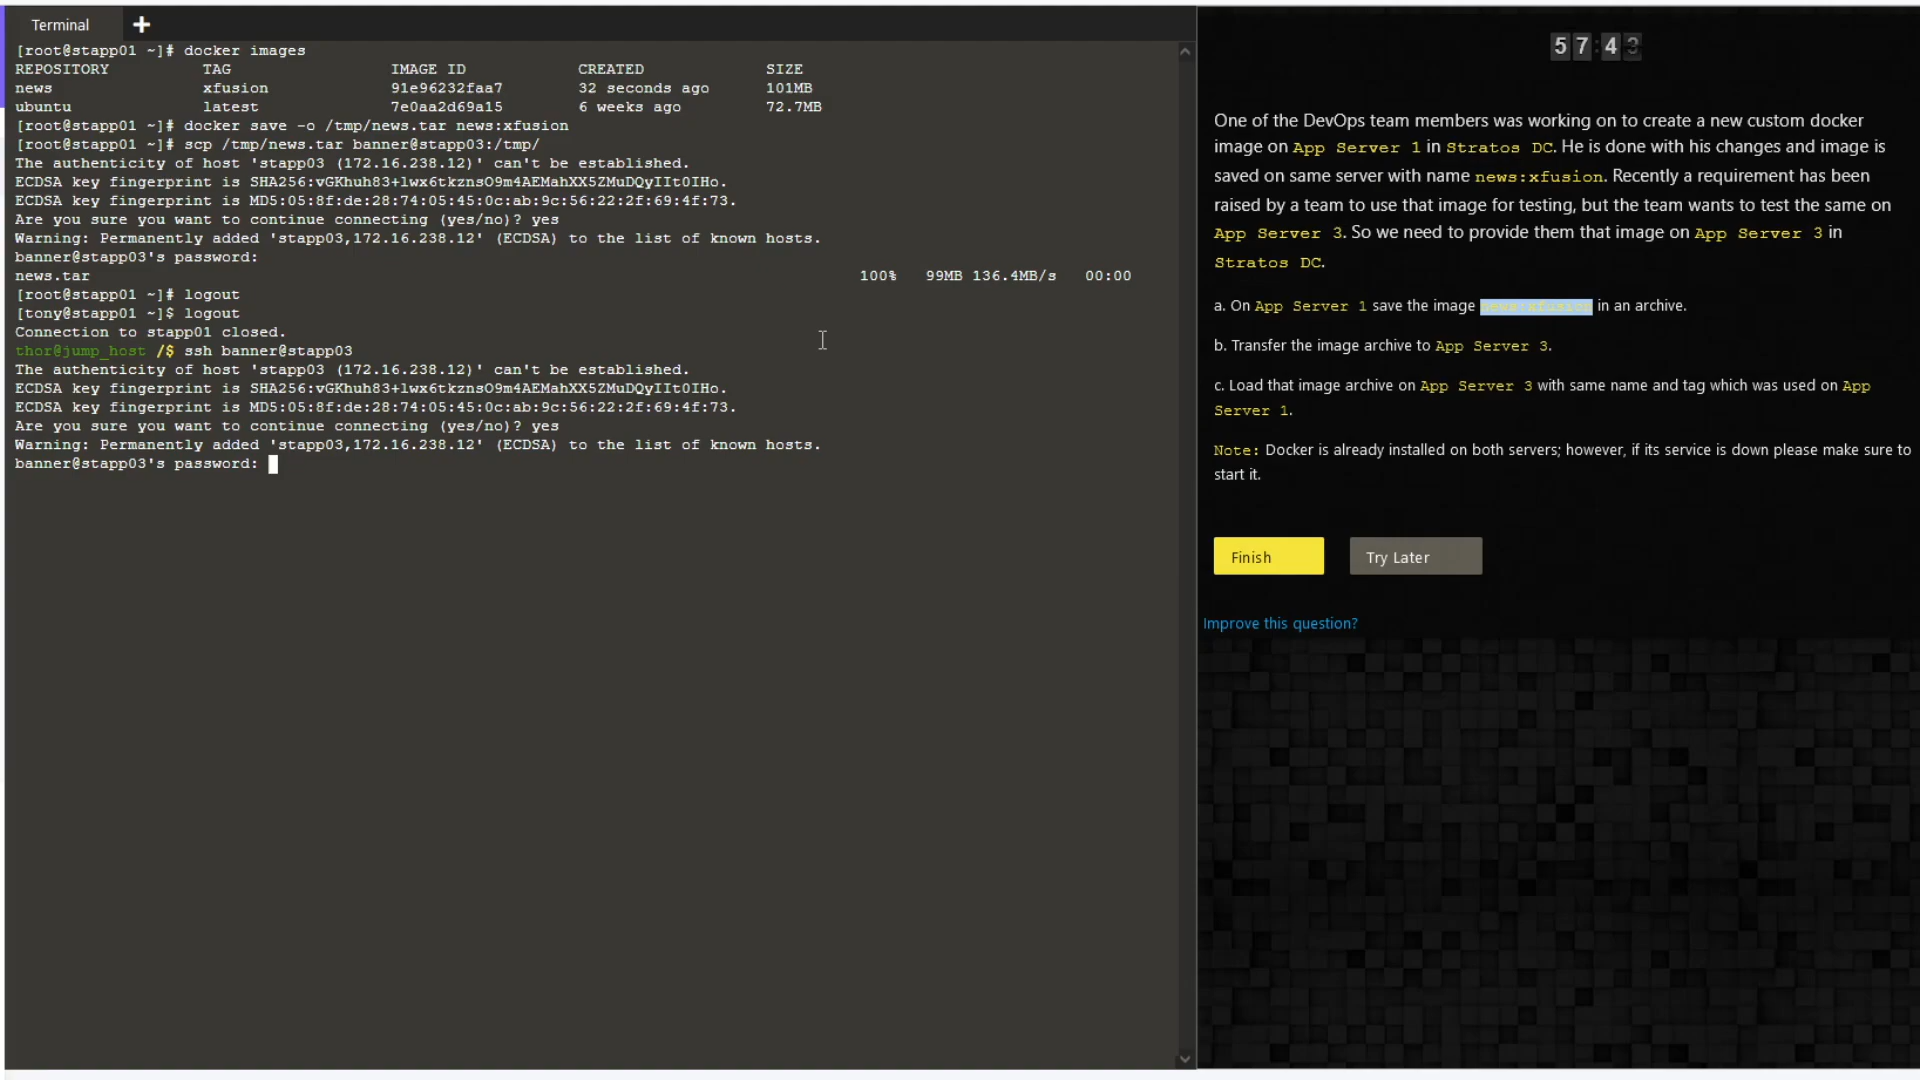 Terminal +
[root@stapp01 ~]# docker images
REPOSITORY TAG IMAGE ID CREATED SIZE
news xfusion 91e96232faa7 32 seconds ago 101MB
ubuntu latest 7e0aa2d69a15 6 weeks ago 72.7MB
[root@stapp01 ~]# docker save -o /tmp/news.tar news:xfusion
[root@stapp01 ~]# scp /tmp/news.tar banner@stapp03:/tmp/
The authenticity of host 'stapp03 (172.16.238.12)' can't be established.
ECDSA key fingerprint is SHA256:vGKhuh83+lwx6tkznsO9m4AEMahXX5ZMuDQyIIt0IHo.
ECDSA key fingerprint is MD5:05:8f:de:28:74:05:45:0c:ab:9c:56:22:2f:69:4f:73.
Are you sure you want to continue connecting (yes/no)? yes
Warning: Permanently added 'stapp03,172.16.238.12' (ECDSA) to the list of known hosts.
banner@stapp03's password:
news.tar 100% 99MB 136.4MB/s 00:00
[root@stapp01 ~]# logout
[tony@stapp01 ~]$ logout
Connection to stapp01 closed.
thor@jump_host /$ ssh banner@stapp03
The authenticity of host 'stapp03 (172.16.238.12)' can't be established.
ECDSA key fingerprint is SHA256:vGKhuh83+lwx6tkznsO9m4AEMahXX5ZMuDQyIIt0IHo.
ECDSA key fingerprint is MD5:05:8f:de:28:74:05:45:0c:ab:9c:56:22:2f:69:4f:73.
Are you sure you want to continue connecting (yes/no)? yes
Warning: Permanently added 'stapp03,172.16.238.12' (ECDSA) to the list of known hosts.
banner@stapp03's password:
57:43
One of the DevOps team members was working on to create a new custom docker
image on App Server 1 in Stratos DC. He is done with his changes and image is
saved on same server with name news:xfusion. Recently a requirement has been
raised by a team to use that image for testing, but the team wants to test the same on
App Server 3. So we need to provide them that image on App Server 3 in
Stratos DC.
a. On App Server 1 save the image news:xfusion in an archive.
b. Transfer the image archive to App Server 3.
c. Load that image archive on App Server 3 with same name and tag which was used on App
Server 1.
Note: Docker is already installed on both servers; however, if its service is down please make sure to
start it.
Finish Try Later
Improve this question?